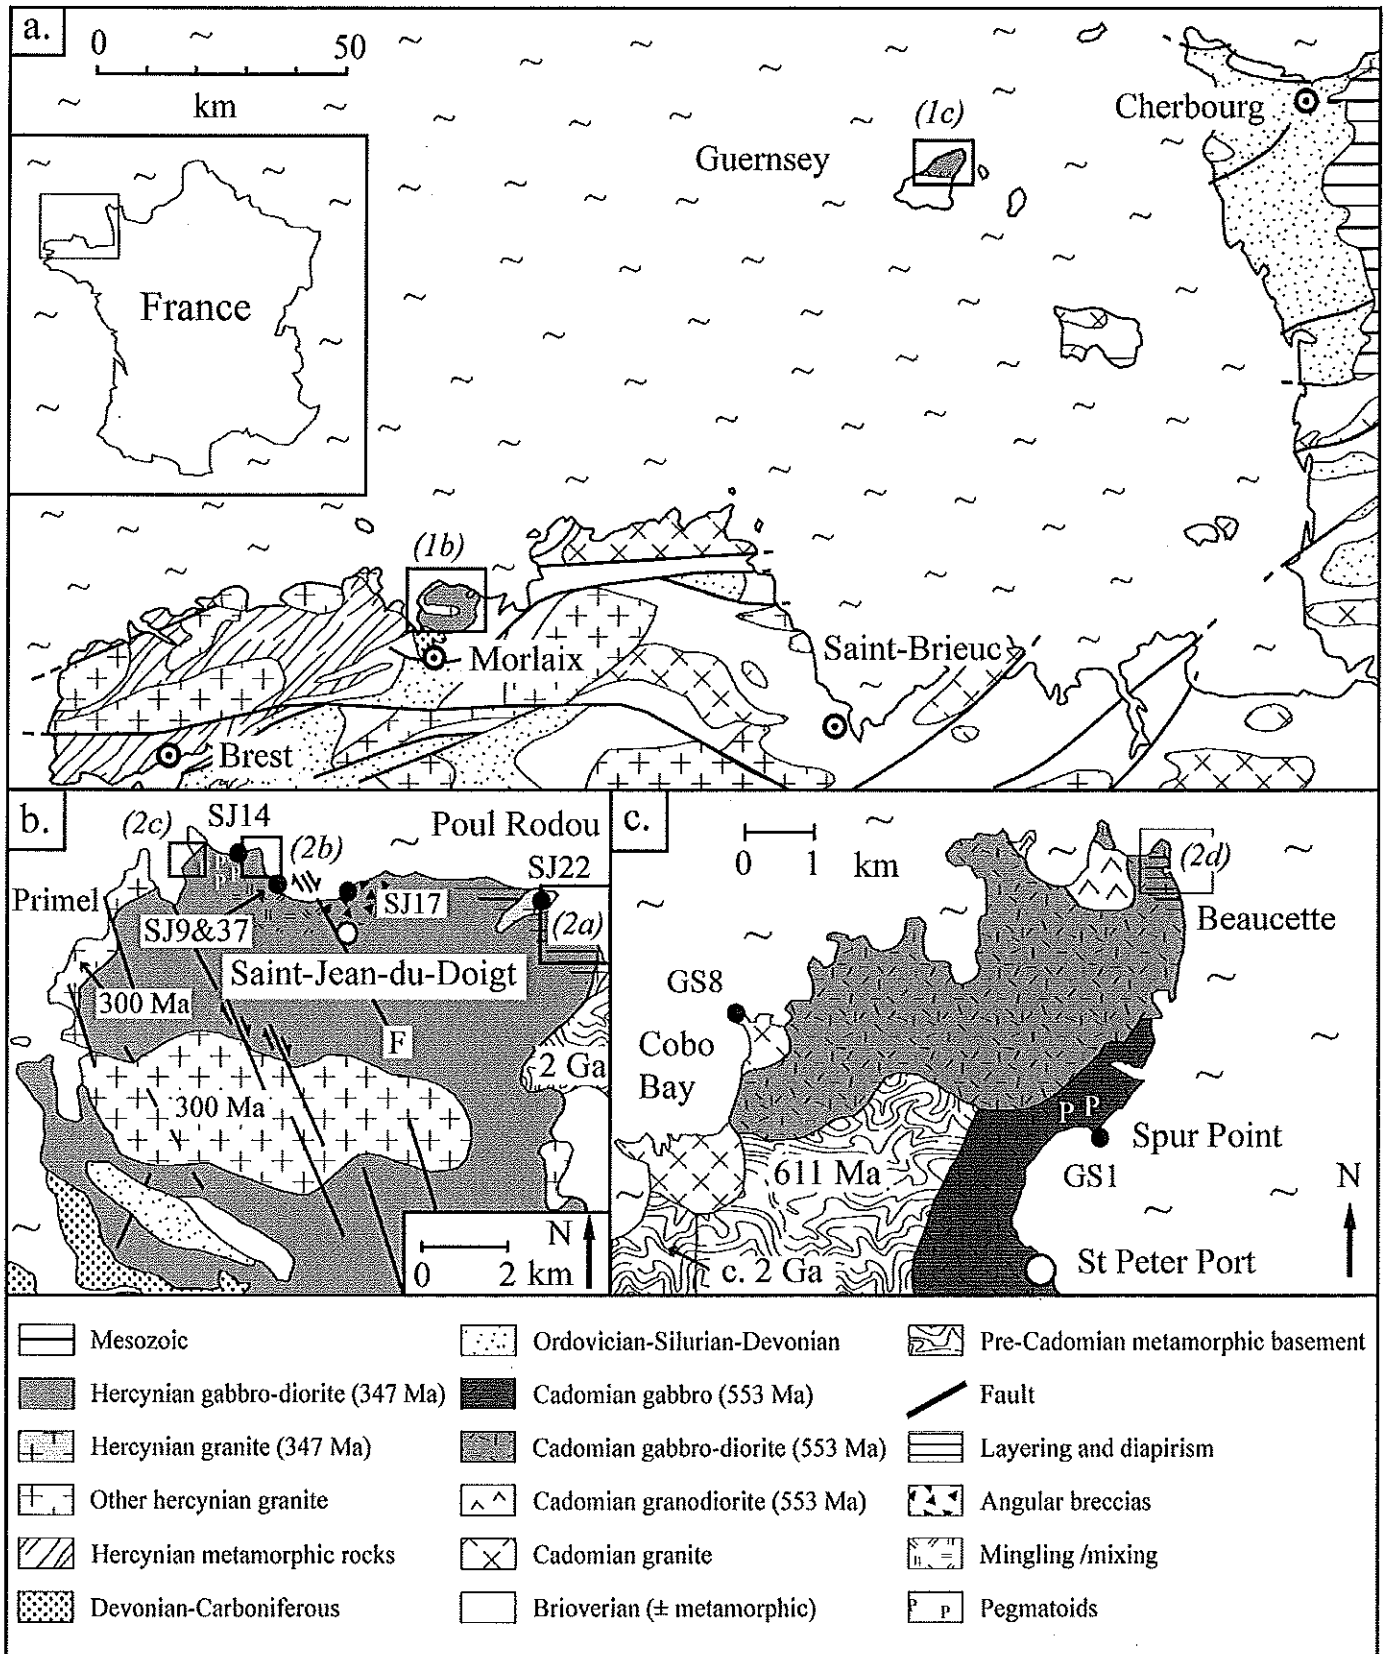 a.
0 50
km
(1c)
Cherbourg
Guernsey
France
(1b)
Morlaix
Saint-Brieuc
Brest
b.
(2c)
SJ14
(2b)
Poul Rodou
SJ22
Primel
P P
P
SJ9&37
SJ17
(2a)
Saint-Jean-du-Doigt
300 Ma
F
2 Ga
300 Ma
N
0 2 km
c.
0 1 km
(2d)
Beaucette
GS8
Cobo
Bay
P P
Spur Point
GS1
611 Ma
N
c. 2 Ga
St Peter Port
Mesozoic
Hercynian gabbro-diorite (347 Ma)
Hercynian granite (347 Ma)
Other hercynian granite
Hercynian metamorphic rocks
Devonian-Carboniferous
Ordovician-Silurian-Devonian
Cadomian gabbro (553 Ma)
Cadomian gabbro-diorite (553 Ma)
Cadomian granodiorite (553 Ma)
Cadomian granite
Brioverian (± metamorphic)
Pre-Cadomian metamorphic basement
Fault
Layering and diapirism
Angular breccias
Mingling /mixing
P P Pegmatoids